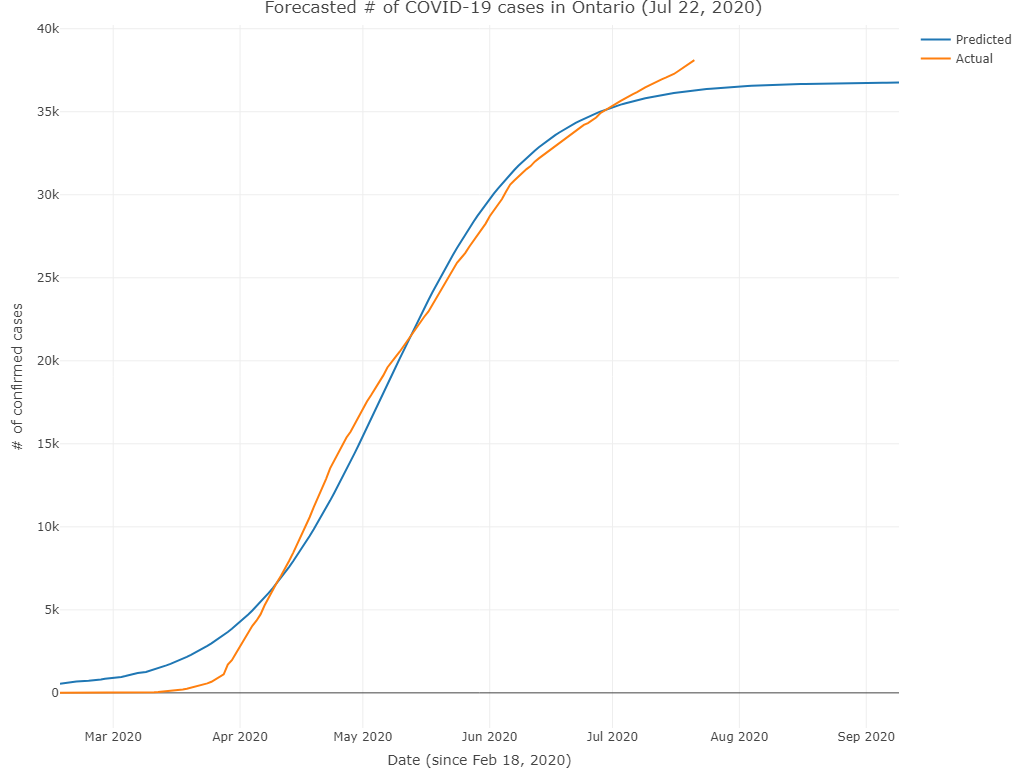 Forecasted # of COVID-19 cases in Ontario (Jul 22, 2020)
Predicted
Actual
# of confirmed cases
40k
35k
30k
25k
20k
15k
10k
5k
0
Mar 2020
Apr 2020
May 2020
Jun 2020
Jul 2020
Aug 2020
Sep 2020
Date (since Feb 18, 2020)